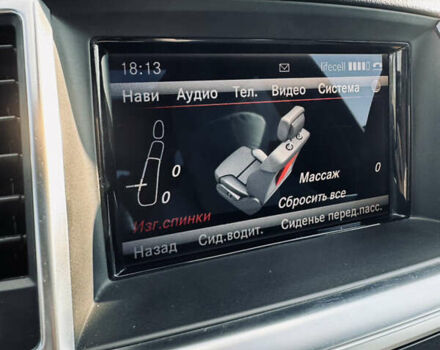 18:13 lifecell
Нави Аудио Тел. Видео Система
0
0
0
Массаж
Сбросить все
Изг.спинки
Назад Сид.водит. Сиденье перед.пасс.